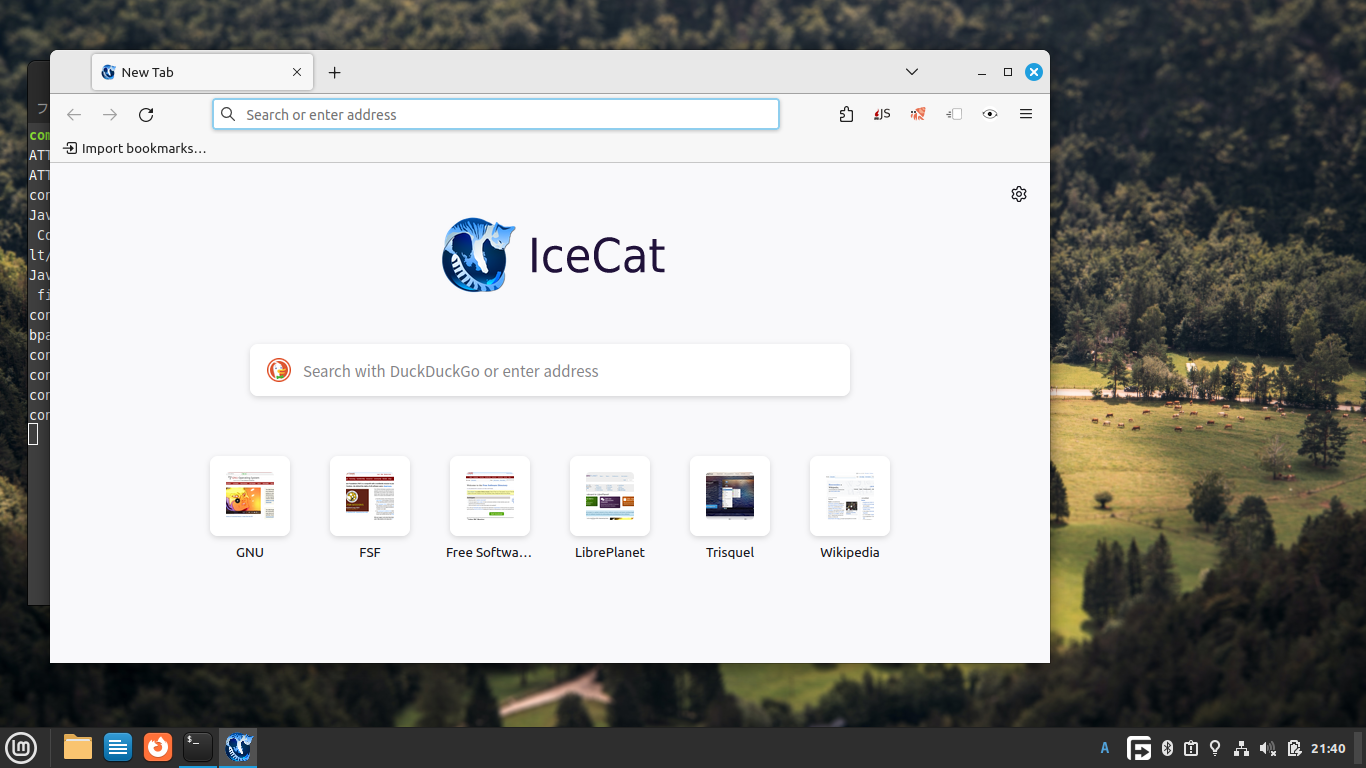 New Tab
Search or enter address
JS
Import bookmarks…
フ
com
ATT
ATT
con
Jav
Co
lt/
Jav
fi
con
bpa
con
con
con
con
IceCat
Search with DuckDuckGo or enter address
GNU
FSF
Free Softwa…
LibrePlanet
Trisquel
Wikipedia
A
21:40